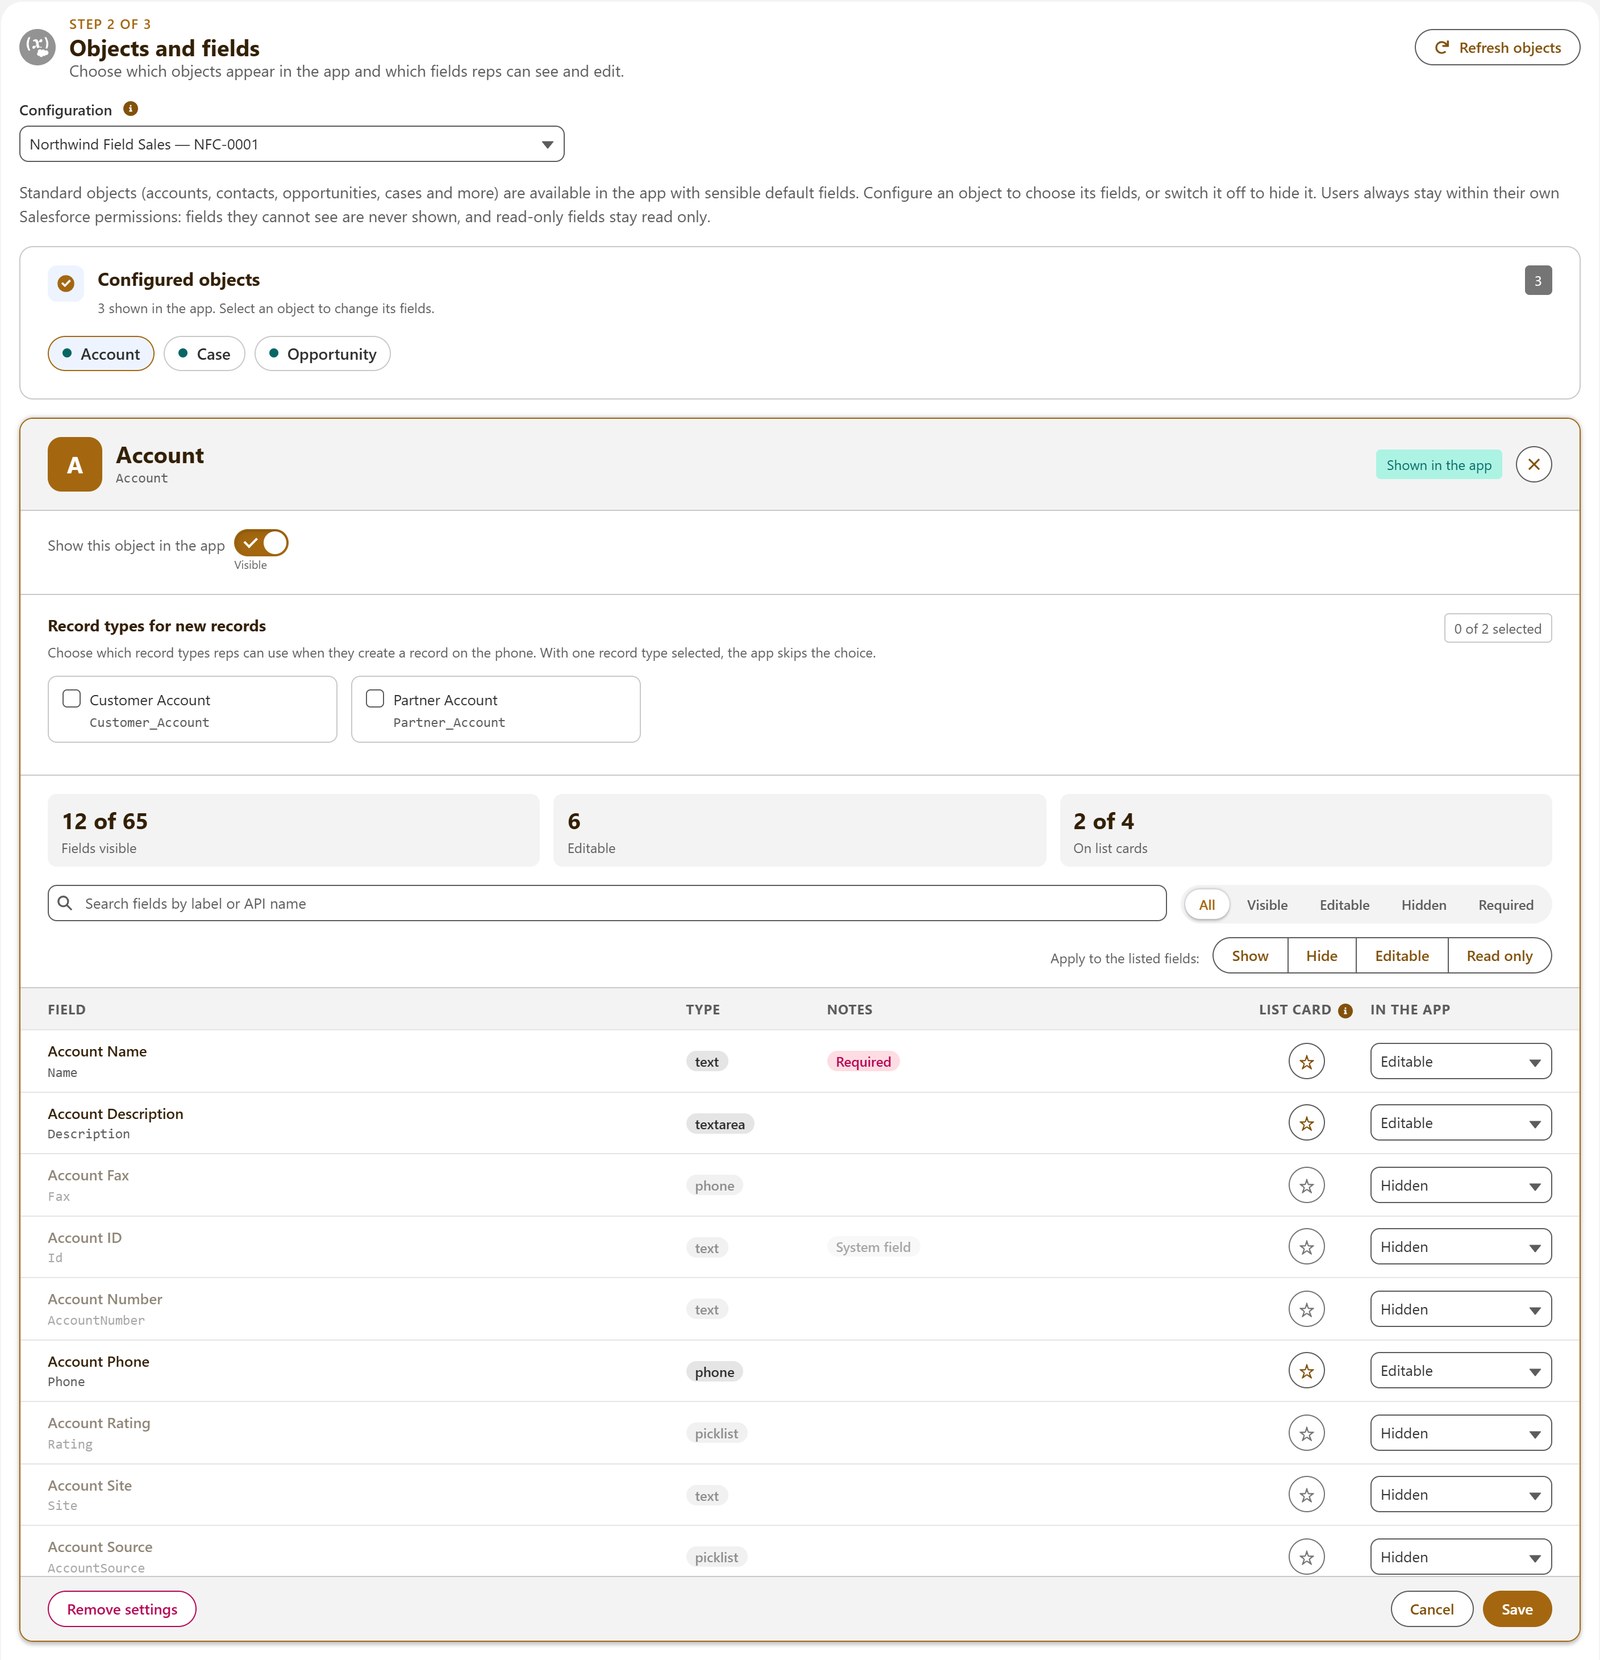 STEP 2 OF 3
Objects and fields
Choose which objects appear in the app and which fields reps can see and edit.
Refresh objects
Configuration
Northwind Field Sales — NFC-0001
Standard objects (accounts, contacts, opportunities, cases and more) are available in the app with sensible default fields. Configure an object to choose its fields, or switch it off to hide it. Users always stay within their own
Salesforce permissions: fields they cannot see are never shown, and read-only fields stay read only.
Configured objects
3
3 shown in the app. Select an object to change its fields.
Account
Case
Opportunity
A
Account
Account
Shown in the app
Show this object in the app
Visible
Record types for new records
0 of 2 selected
Choose which record types reps can use when they create a record on the phone. With one record type selected, the app skips the choice.
Customer Account
Customer_Account
Partner Account
Partner_Account
12 of 65
Fields visible
6
Editable
2 of 4
On list cards
Search fields by label or API name
All Visible Editable Hidden Required
Apply to the listed fields: Show Hide Editable Read only
FIELD TYPE NOTES LIST CARD IN THE APP
Account Name
Name
text
Required
Editable
Account Description
Description
textarea
Editable
Account Fax
Fax
phone
Hidden
Account ID
Id
text
System field
Hidden
Account Number
AccountNumber
text
Hidden
Account Phone
Phone
phone
Editable
Account Rating
Rating
picklist
Hidden
Account Site
Site
text
Hidden
Account Source
AccountSource
picklist
Hidden
Remove settings
Cancel
Save